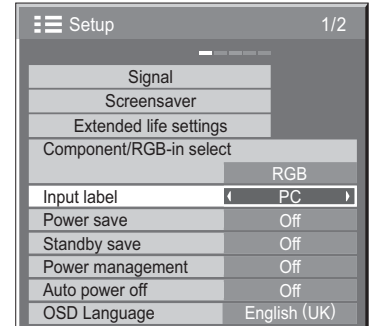 Setup 1/2
Signal
Screensaver
Extended life settings
Component/RGB-in select
RGB
Input label PC
Power save Off
Standby save Off
Power management Off
Auto power off Off
OSD Language English (UK)